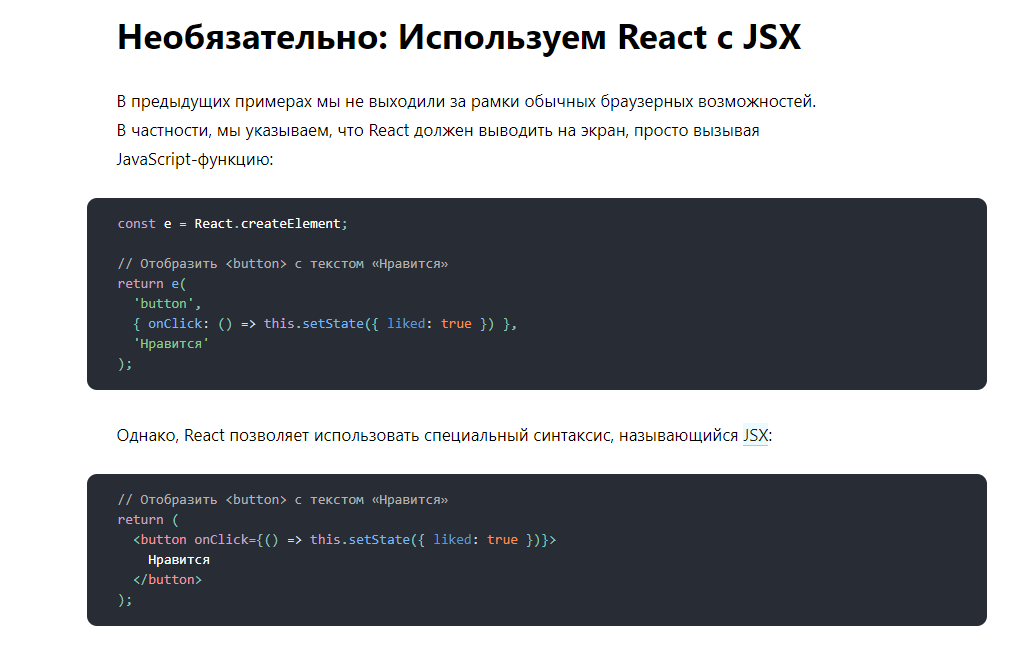 Необязательно: Используем React с JSX
В предыдущих примерах мы не выходили за рамки обычных браузерных возможностей.
В частности, мы указываем, что React должен выводить на экран, просто вызывая
JavaScript-функцию:
const e = React.createElement;
// Отобразить <button> с текстом «Нравится»
return e(
  'button',
  { onClick: () => this.setState({ liked: true }) },
  'Нравится'
);
Однако, React позволяет использовать специальный синтаксис, называющийся JSX:
// Отобразить <button> с текстом «Нравится»
return (
  <button onClick={() => this.setState({ liked: true })}>
    Нравится
  </button>
);